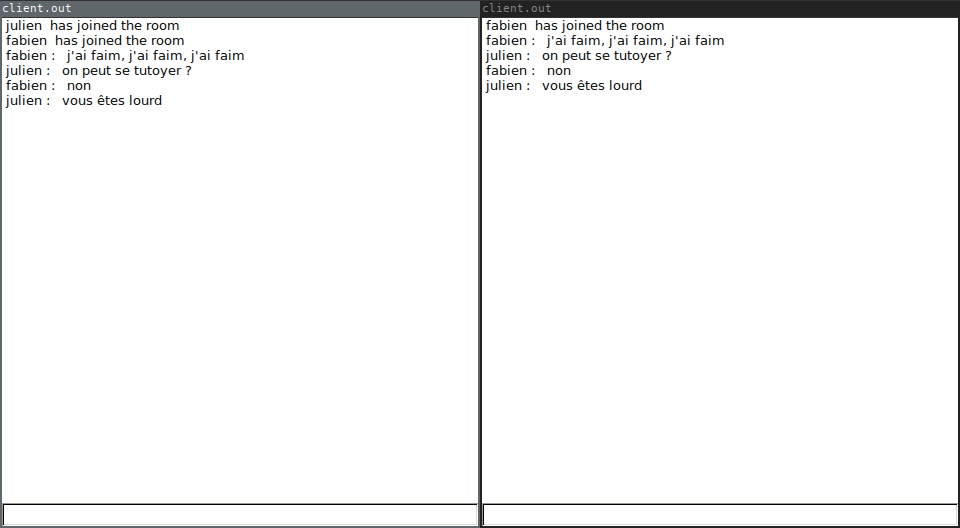 client.out
julien  has joined the room
fabien  has joined the room
fabien :   j'ai faim, j'ai faim, j'ai faim
julien :   on peut se tutoyer ?
fabien :   non
julien :   vous êtes lourd
client.out
fabien  has joined the room
fabien :   j'ai faim, j'ai faim, j'ai faim
julien :   on peut se tutoyer ?
fabien :   non
julien :   vous êtes lourd